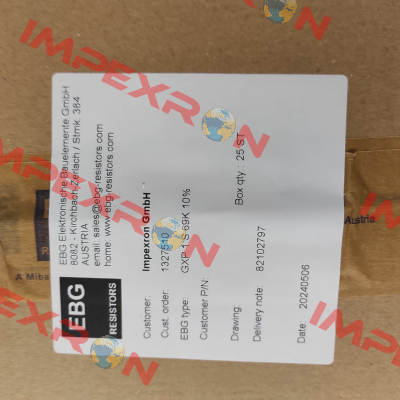 EBG
RESISTORS
EBG Elektronische Bauelemente GmbH
8082 - Kirchbach-Zerlach / Stmk. 384
AUSTRIA
email: sales@ebg-resistors.com
home: www.ebg-resistors.com
Customer: Impexron GmbH
Cust. order: 1327510
EBG type: GXP 1 S 69K 10%
Customer P/N:
Drawing: Box qty : 25 ST
Delivery note: 82102797
Date: 20240506
A Miba
Austria
IMPEXRON
IMPEXRON
IMPEXRON